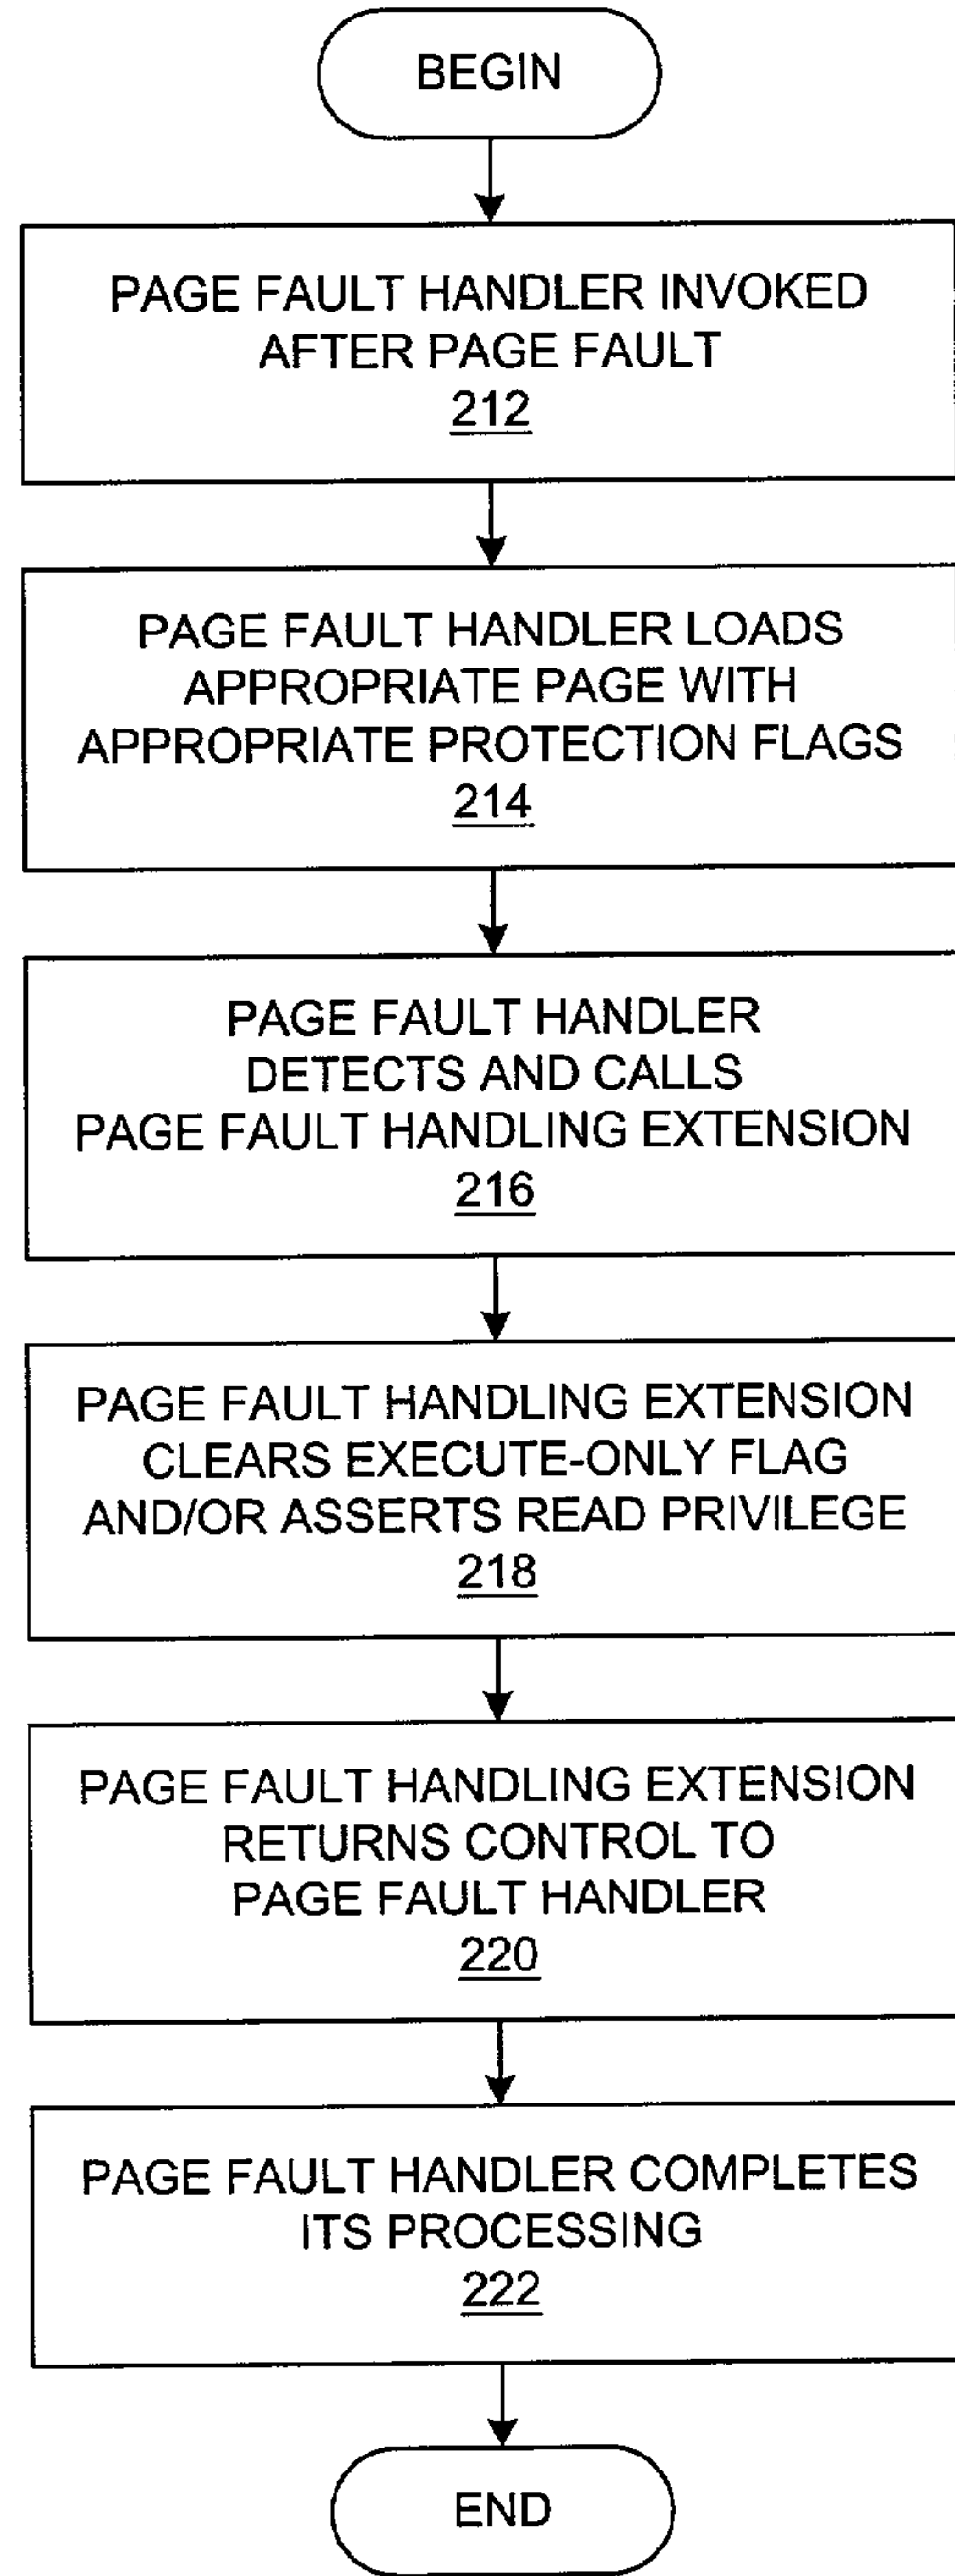 BEGIN
PAGE FAULT HANDLER INVOKED
AFTER PAGE FAULT
212
PAGE FAULT HANDLER LOADS
APPROPRIATE PAGE WITH
APPROPRIATE PROTECTION FLAGS
214
PAGE FAULT HANDLER
DETECTS AND CALLS
PAGE FAULT HANDLING EXTENSION
216
PAGE FAULT HANDLING EXTENSION
CLEARS EXECUTE-ONLY FLAG
AND/OR ASSERTS READ PRIVILEGE
218
PAGE FAULT HANDLING EXTENSION
RETURNS CONTROL TO
PAGE FAULT HANDLER
220
PAGE FAULT HANDLER COMPLETES
ITS PROCESSING
222
END